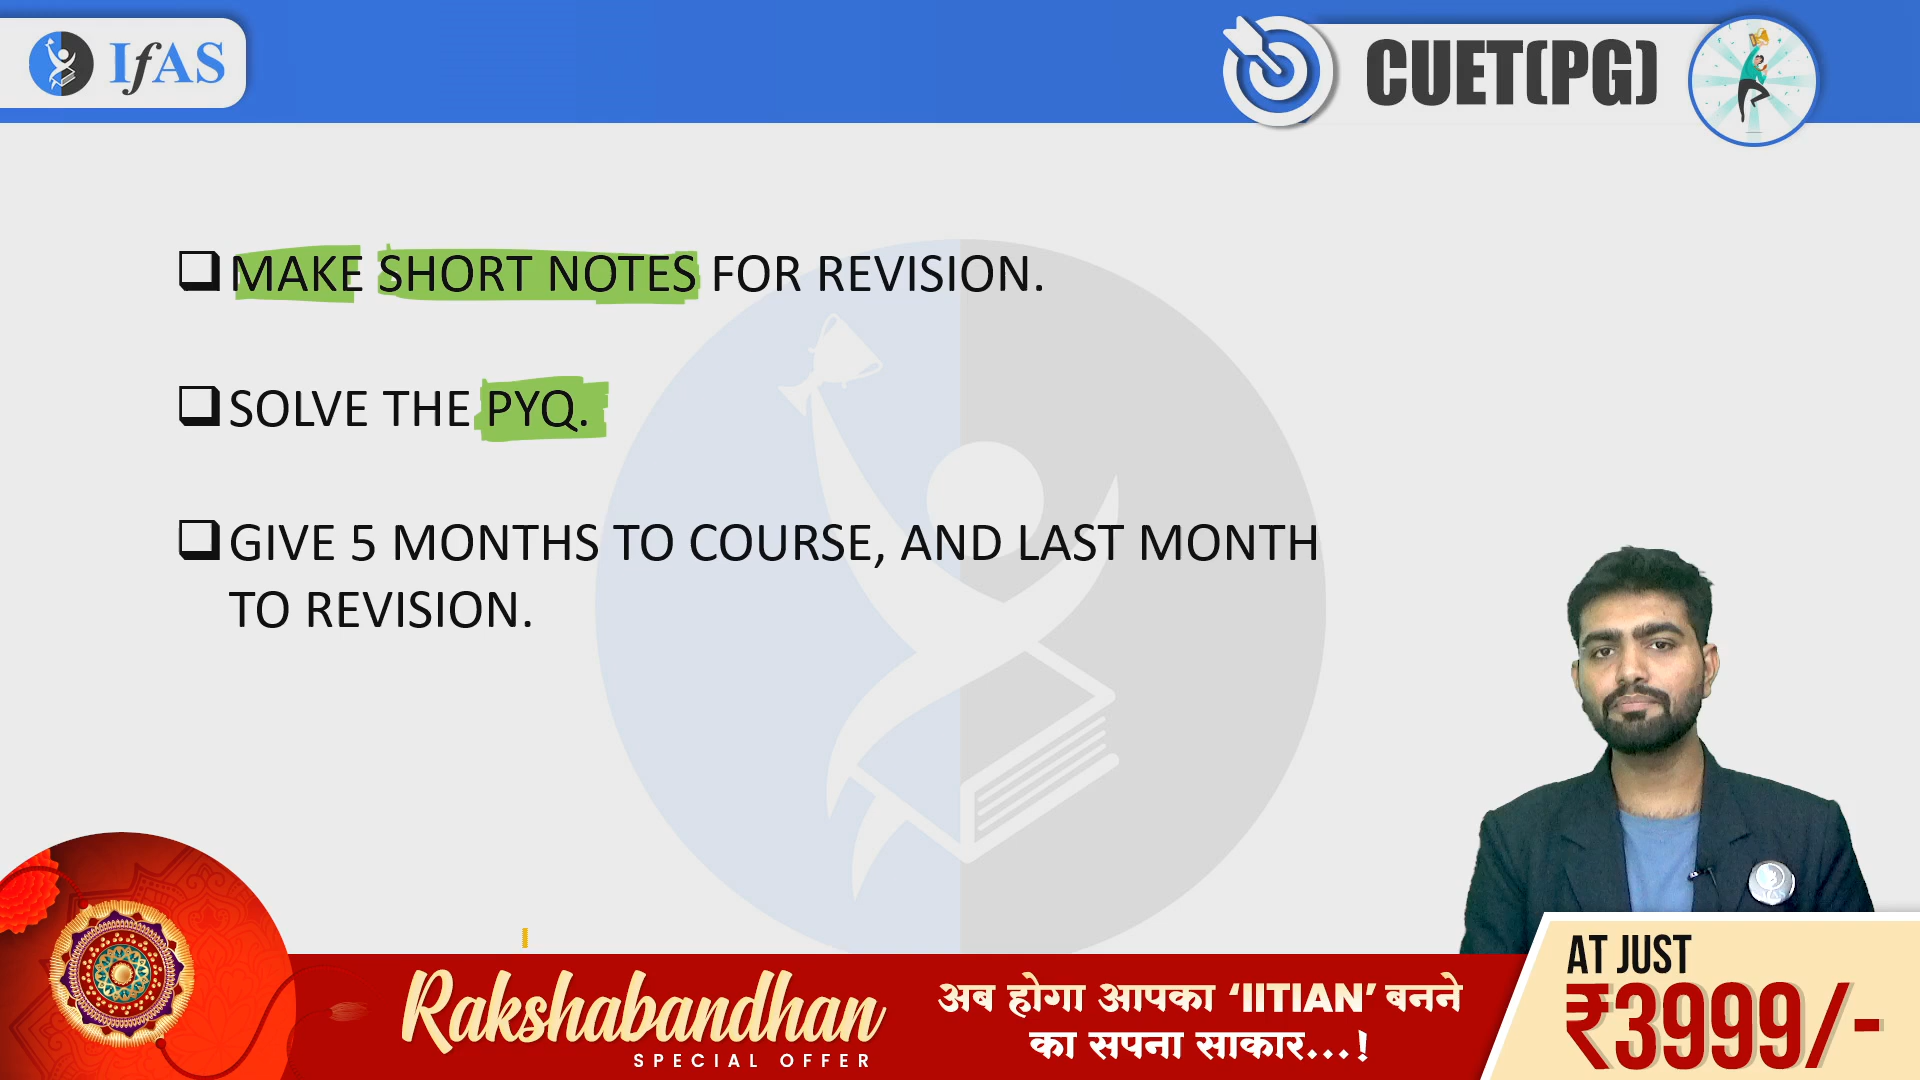 IfAS
CUET(PG)
MAKE SHORT NOTES FOR REVISION.
SOLVE THE PYQ.
GIVE 5 MONTHS TO COURSE, AND LAST MONTH
TO REVISION.
Rakshabandhan
SPECIAL OFFER
अब होगा आपका ‘IITIAN’ बनने
का सपना साकार...!
AT JUST
₹3999/-